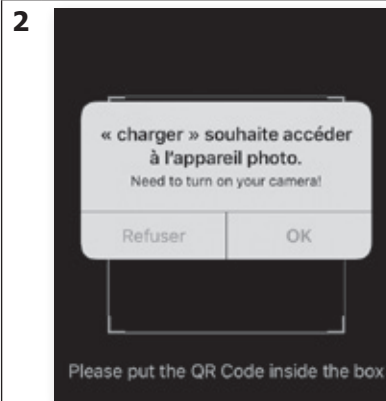 2
« charger » souhaite accéder
à l'appareil photo.
Need to turn on your camera!
Refuser
OK
Please put the QR Code inside the box